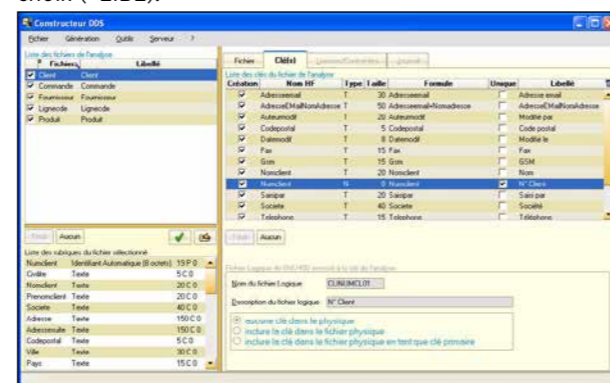 Constructeur DDS
Fichier Génération Outils Serveur ?
Liste des fichiers de l'analyse
Fichiers Libellé
Client Client
Commande Commande
Fournisseur Fournisseur
Lignecde Lignecde
Produit Produit
Aucun
Liste des rubriques du fichier sélectionné
Numclient Identifiant Automatique (8 octets) 19 P 0
Civilite Texte 5 C 0
Nomclient Texte 20 C 0
Prenomclient Texte 20 C 0
Societe Texte 40 C 0
Adresse Texte 150 C 0
Adressesuite Texte 150 C 0
Codepostal Texte 5 C 0
Ville Texte 30 C 0
Pays Texte 15 C 0
Fichier Clé(s) Journal
Liste des clés du fichier de l'analyse
Création Nom HF Type Taille Formule Unique Libellé
Adresseemail T 30 Adresseemail Adresse email
AdresseEMailNomAdresse T 50 Adresseemail+Nomadresse AdresseEMailNomAdresse
Auteurmodif T 20 Auteurmodif Modifié par
Codepostal T 5 Codepostal Code postal
Datemodif T 8 Datemodif Modifié le
Fax T 15 Fax Fax
Gsm T 15 Gsm GSM
Nomclient T 20 Nomclient Nom
Numclient N 0 Numclient N° Client
Saisipar T 20 Saisipar Saisi par
Societe T 40 Societe Société
Telephone T 15 Telephone Téléphone
Aucun
Nom du fichier Logique CLNUMCL01
Description du fichier logique N° Client
aucune clé dans le physique
inclure la clé dans le fichier physique
inclure la clé dans le fichier physique en tant que clé primaire